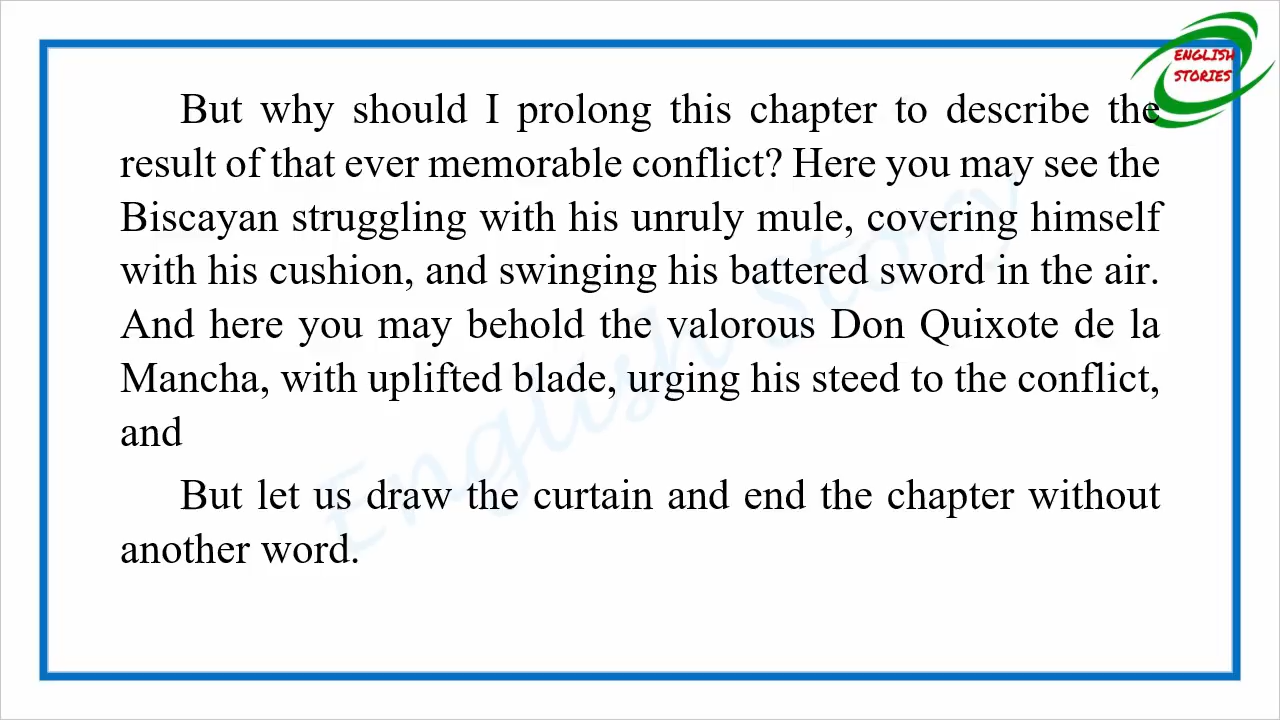 ENGLISH
STORIES
But why should I prolong this chapter to describe the
result of that ever memorable conflict? Here you may see the
Biscayan struggling with his unruly mule, covering himself
with his cushion, and swinging his battered sword in the air.
And here you may behold the valorous Don Quixote de la
Mancha, with uplifted blade, urging his steed to the conflict,
and
But let us draw the curtain and end the chapter without
another word.
English Story